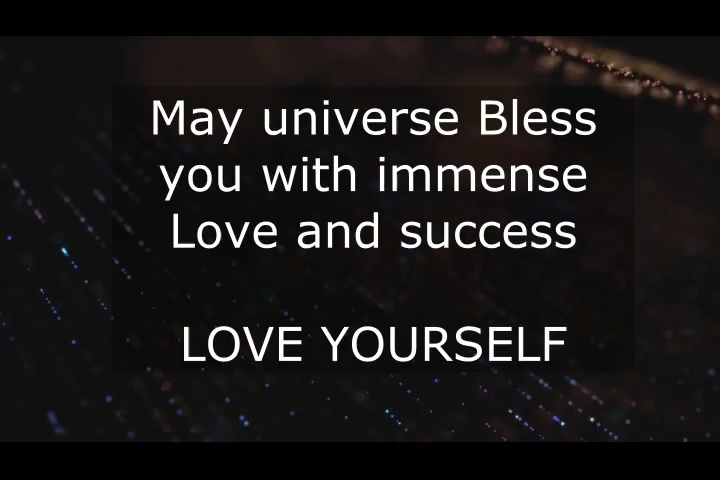 May universe Bless
you with immense
Love and success
LOVE YOURSELF